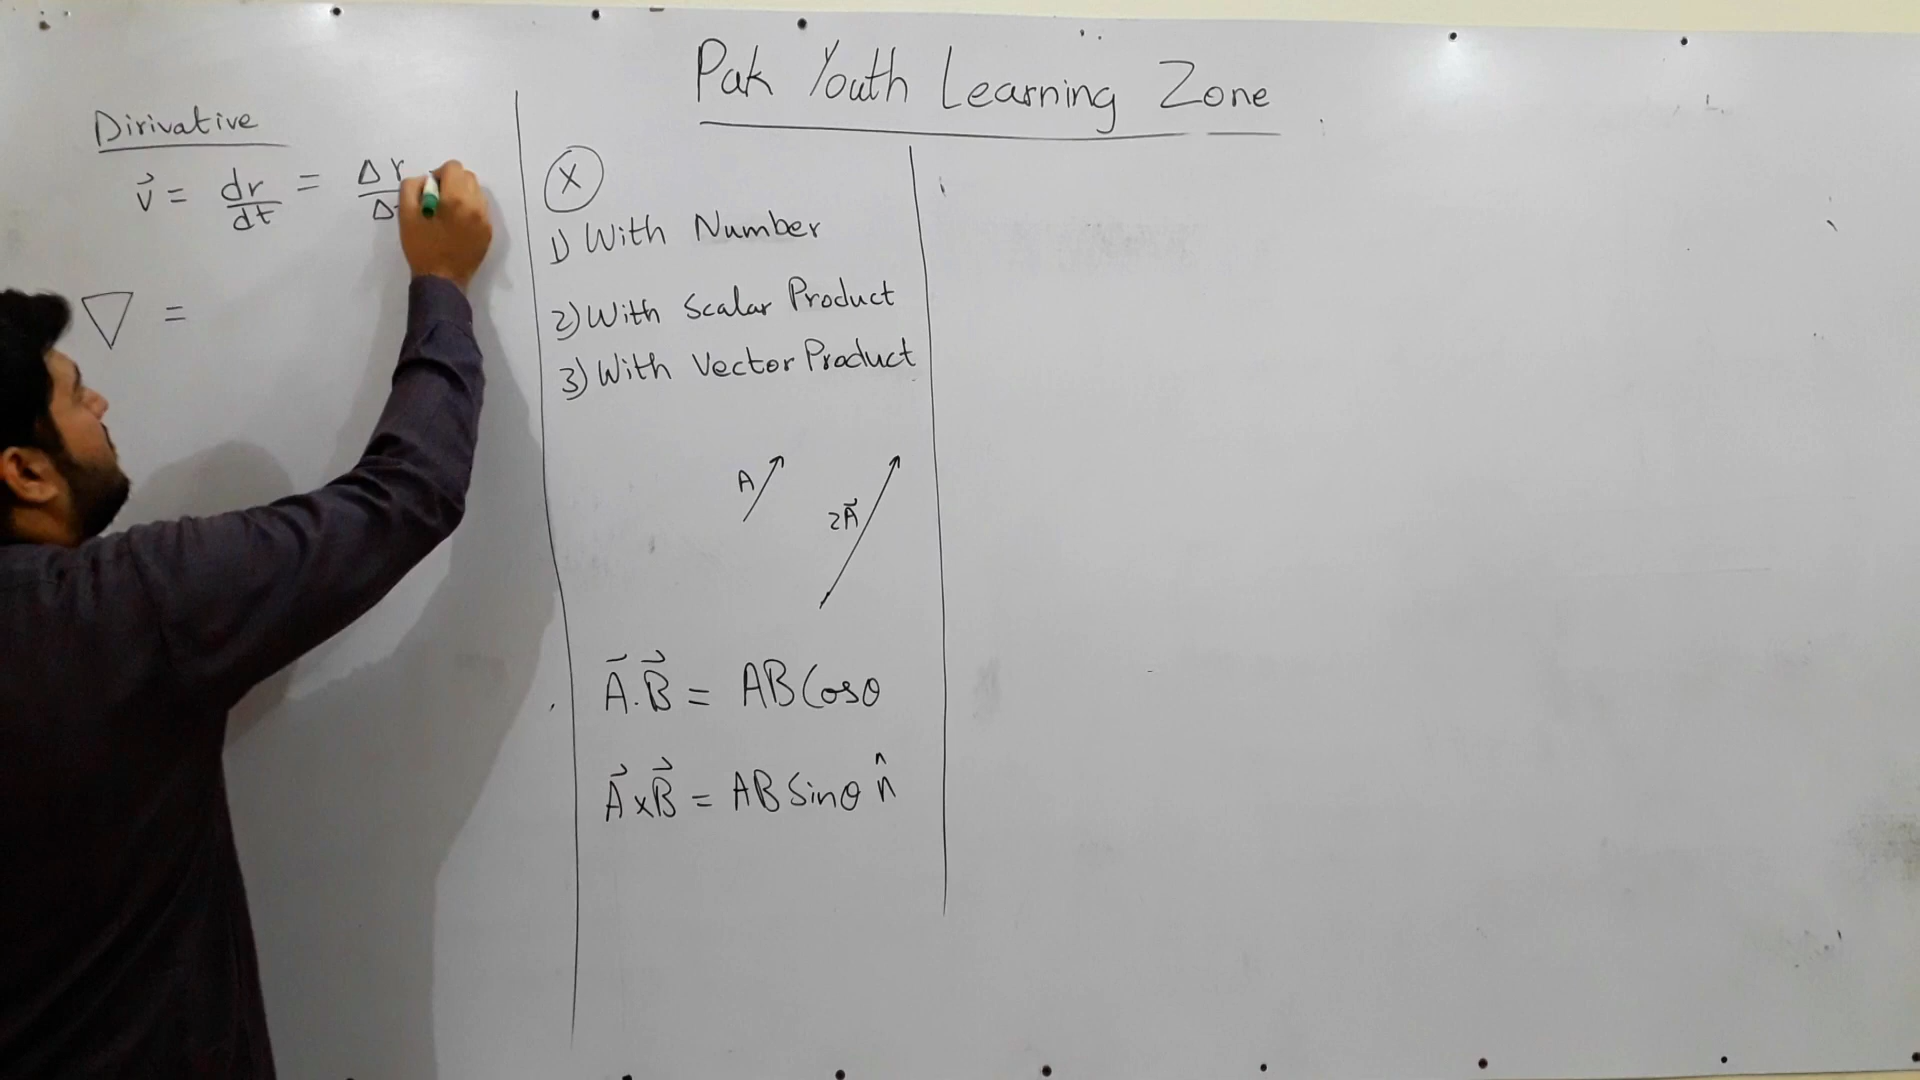 Pak Youth Learning Zone
Dirivative
v⃗ = dr/dt = Δr/Δ
▽ =
X
1) With Number
2) With Scalar Product
3) With Vector Product
A
2A⃗
A⃗.B⃗ = AB Cosθ
A⃗xB⃗ = AB Sinθ n̂